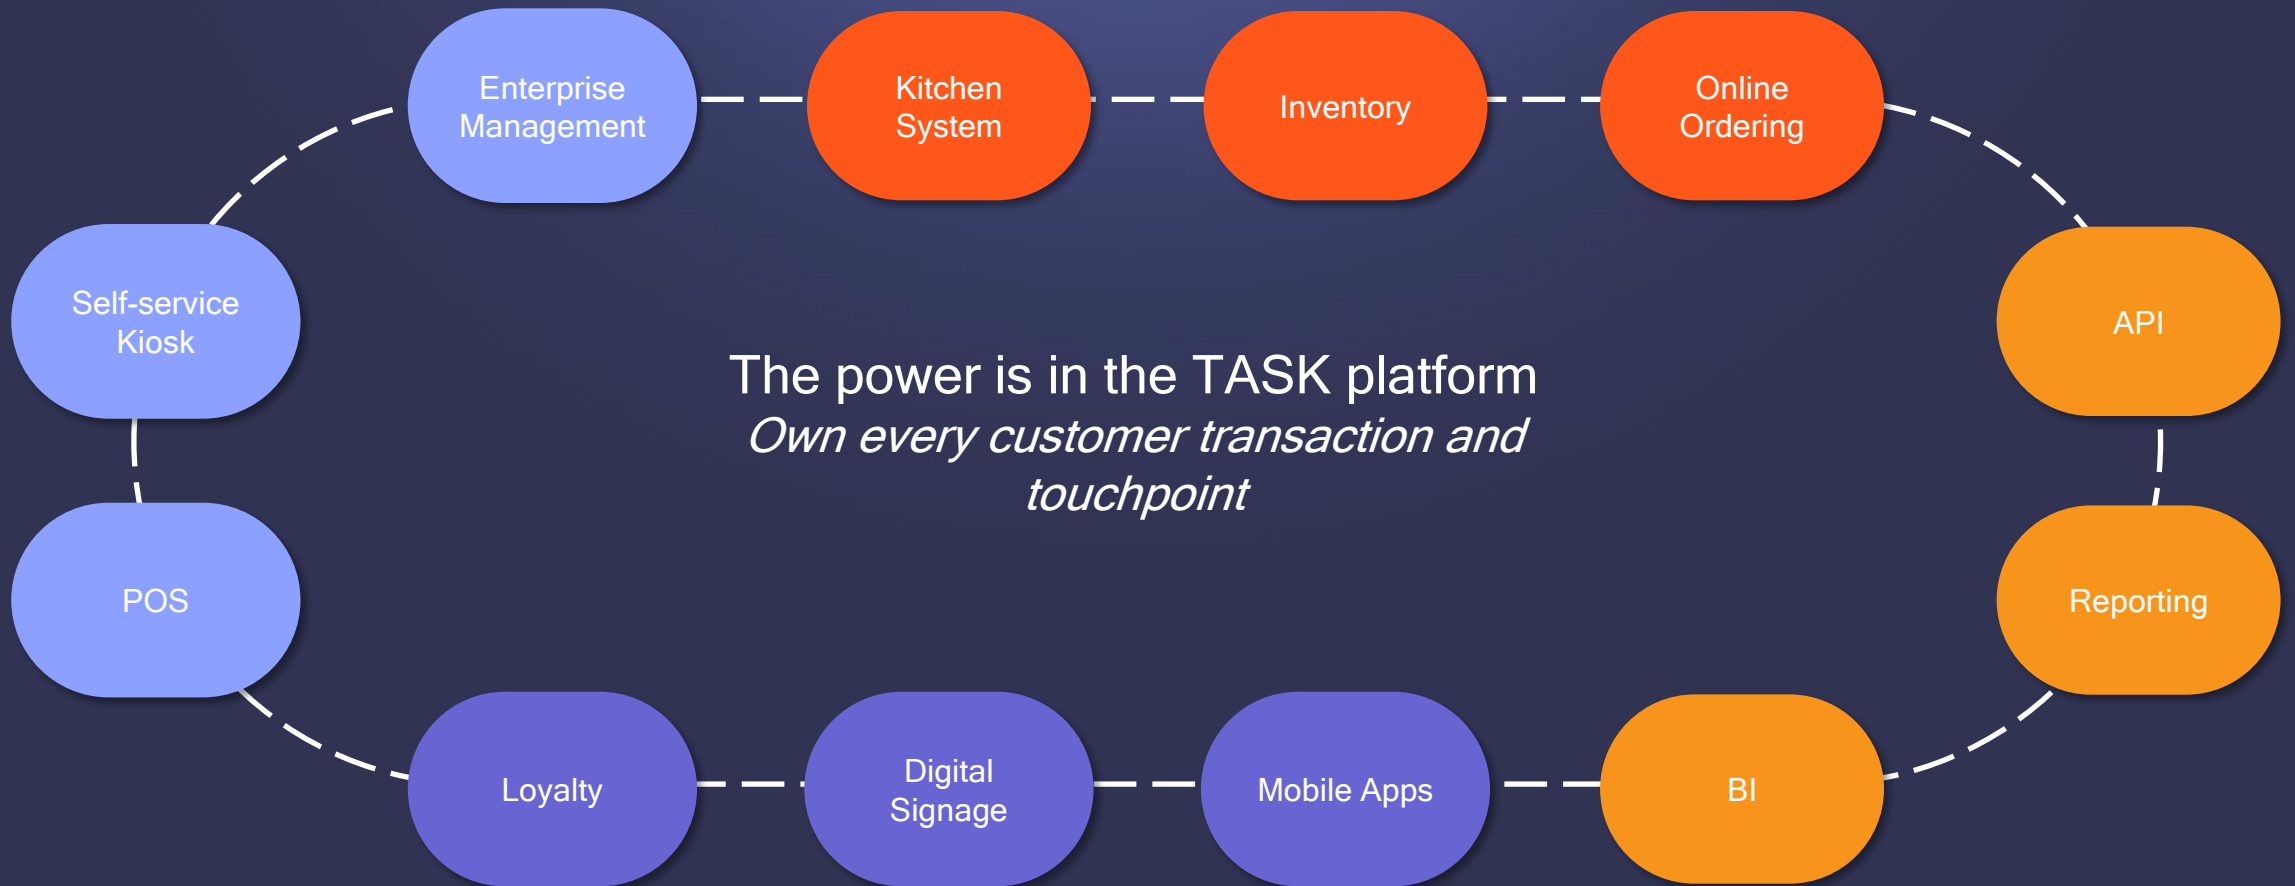 Enterprise
Management
Kitchen
System
Inventory
Online
Ordering
Self-service
Kiosk
API
The power is in the TASK platform
Own every customer transaction and
touchpoint
POS
Reporting
Loyalty
Digital
Signage
Mobile Apps
BI